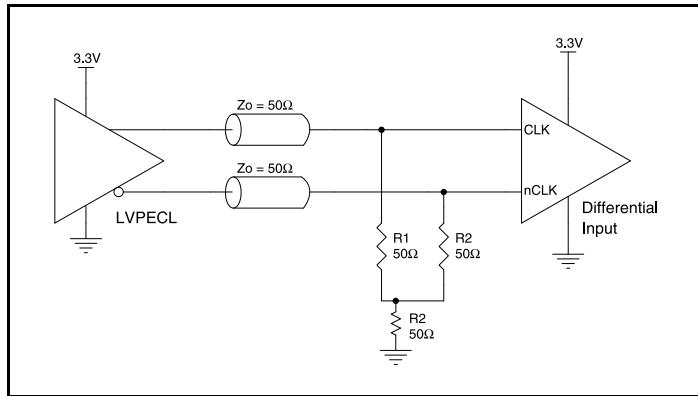 3.3V
3.3V
Zo = 50Ω
CLK
Zo = 50Ω
nCLK
LVPECL
Differential
Input
R1
50Ω
R2
50Ω
R2
50Ω